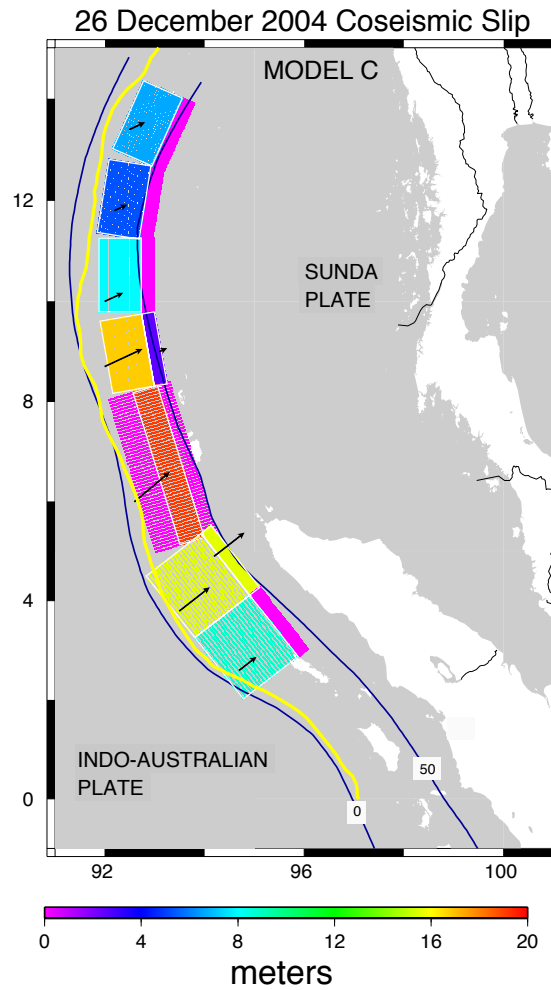 26 December 2004 Coseismic Slip
MODEL C
12
SUNDA
PLATE
8
4
INDO-AUSTRALIAN
PLATE
50
0
0
92
96
100
0
4
8
12
16
20
meters